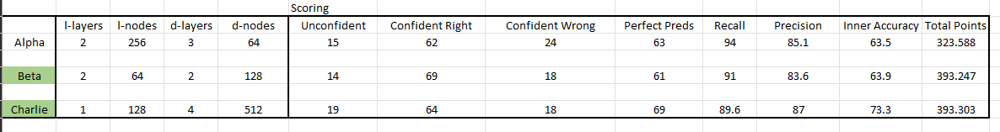 Scoring
l-layers l-nodes d-layers d-nodes Unconfident Confident Right Confident Wrong Perfect Preds Recall Precision Inner Accuracy Total Points
Alpha 2 256 3 64 15 62 24 63 94 85.1 63.5 323.588
Beta 2 64 2 128 14 69 18 61 91 83.6 63.9 393.247
Charlie 1 128 4 512 19 64 18 69 89.6 87 73.3 393.303